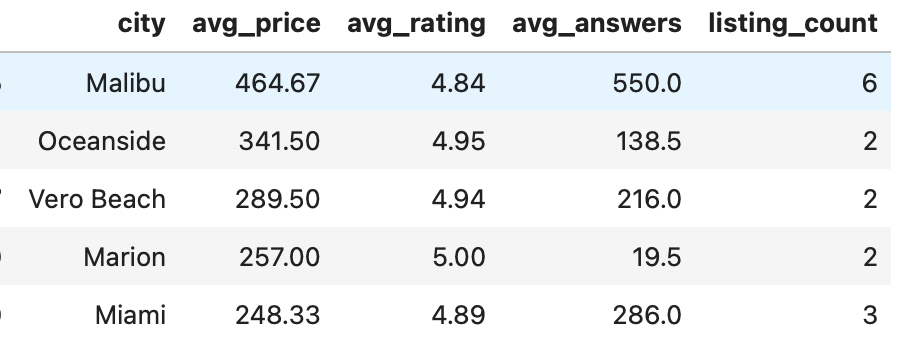 city avg_price avg_rating avg_answers listing_count
Malibu 464.67 4.84 550.0 6
Oceanside 341.50 4.95 138.5 2
Vero Beach 289.50 4.94 216.0 2
Marion 257.00 5.00 19.5 2
Miami 248.33 4.89 286.0 3